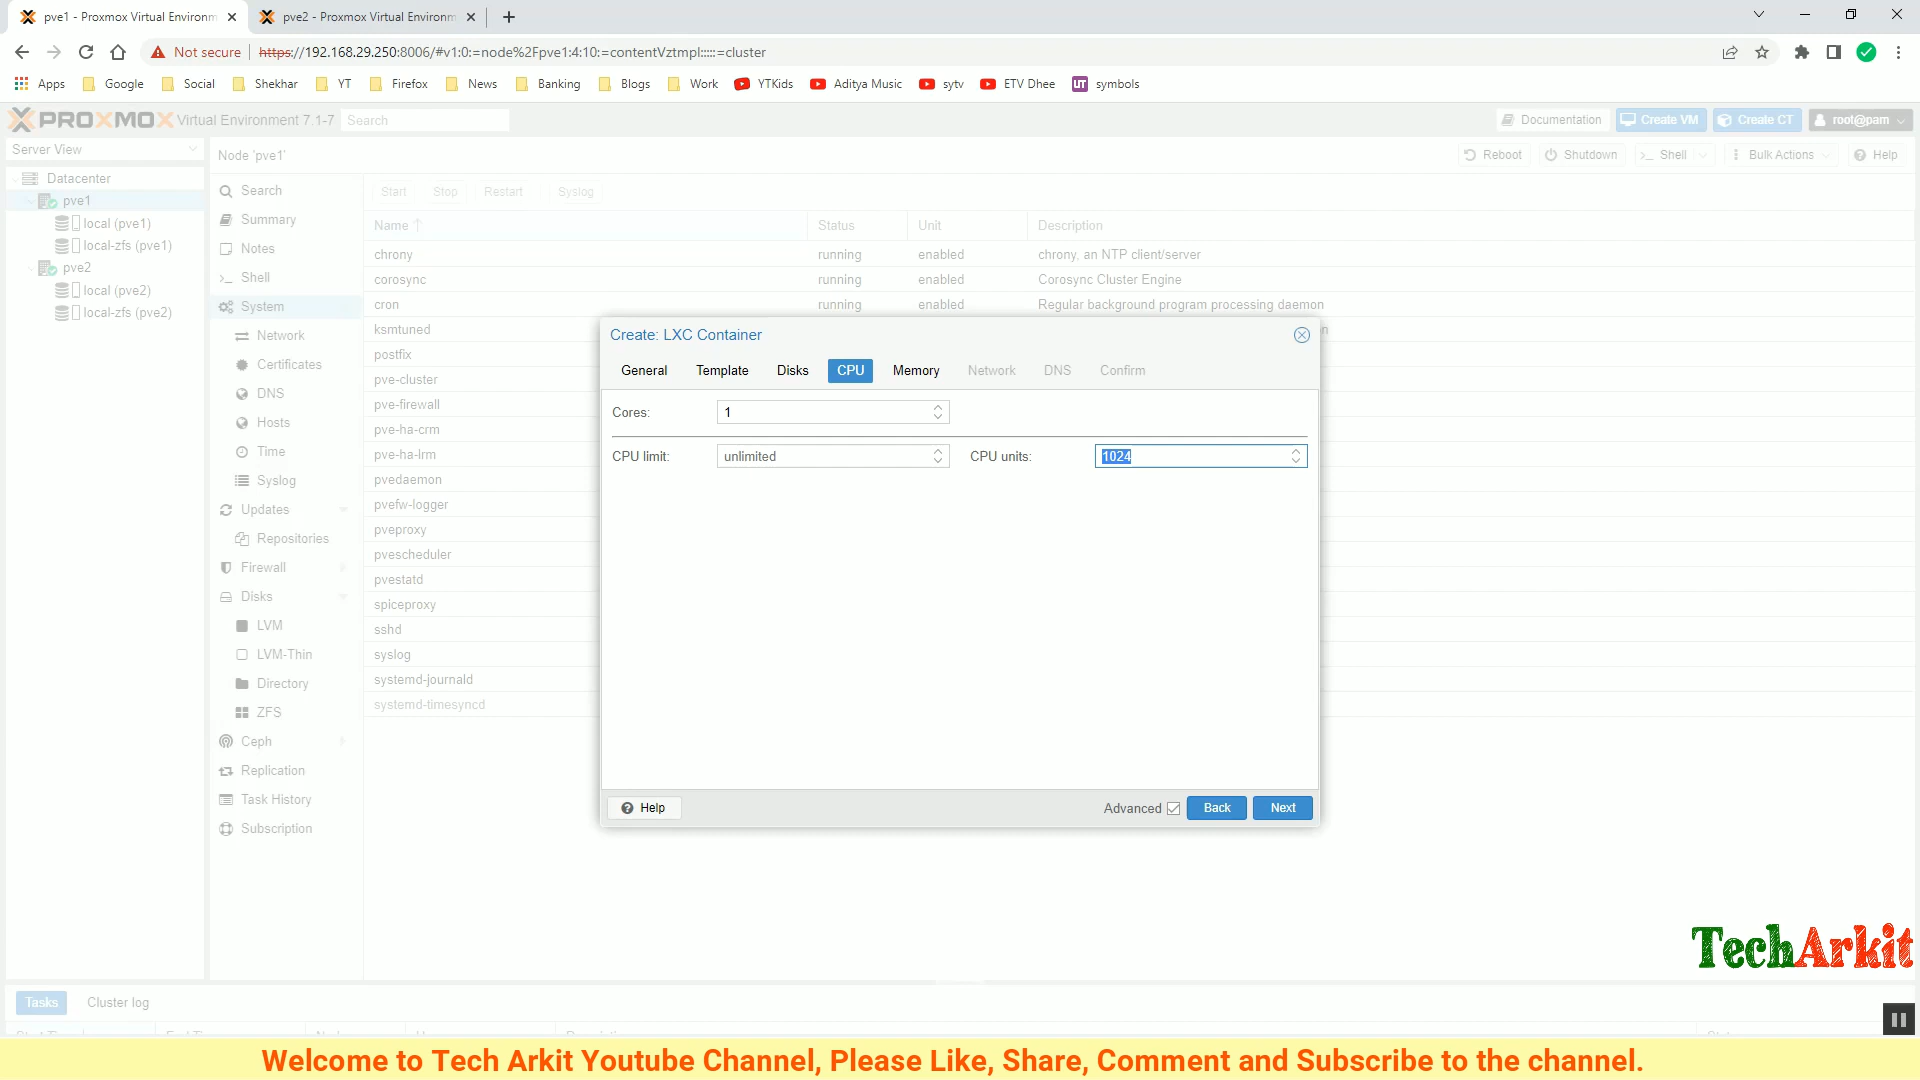 pve1 - Proxmox Virtual Environm
pve2 - Proxmox Virtual Environm
Not secure
https://192.168.29.250:8006/#v1:0:=node%2Fpve1:4:10:=contentVztmpl:::::=cluster
Apps Google Social Shekhar YT Firefox News Banking Blogs Work YTKids Aditya Music sytv ETV Dhee UT symbols
PROXMOX Virtual Environment 7.1-7 Search Documentation Create VM Create CT root@pam
Server View
Datacenter
pve1
local (pve1)
local-zfs (pve1)
pve2
local (pve2)
local-zfs (pve2)
Node 'pve1'
Reboot Shutdown >_ Shell Bulk Actions Help
Search
Summary
Notes
>_ Shell
System
Network
Certificates
DNS
Hosts
Time
Syslog
Updates
Repositories
Firewall
Disks
LVM
LVM-Thin
Directory
ZFS
Ceph
Replication
Task History
Subscription
Start Stop Restart Syslog
Name Status Unit Description
chrony running enabled chrony, an NTP client/server
corosync running enabled Corosync Cluster Engine
cron running enabled Regular background program processing daemon
ksmtuned
postfix
pve-cluster
pve-firewall
pve-ha-crm
pve-ha-lrm
pvedaemon
pvefw-logger
pveproxy
pvescheduler
pvestatd
spiceproxy
sshd
syslog
systemd-journald
systemd-timesyncd
Create: LXC Container
General Template Disks CPU Memory Network DNS Confirm
Cores: 1
CPU limit: unlimited CPU units: 1024
Help Advanced Back Next
TechArkit
Tasks Cluster log
Welcome to Tech Arkit Youtube Channel, Please Like, Share, Comment and Subscribe to the channel.